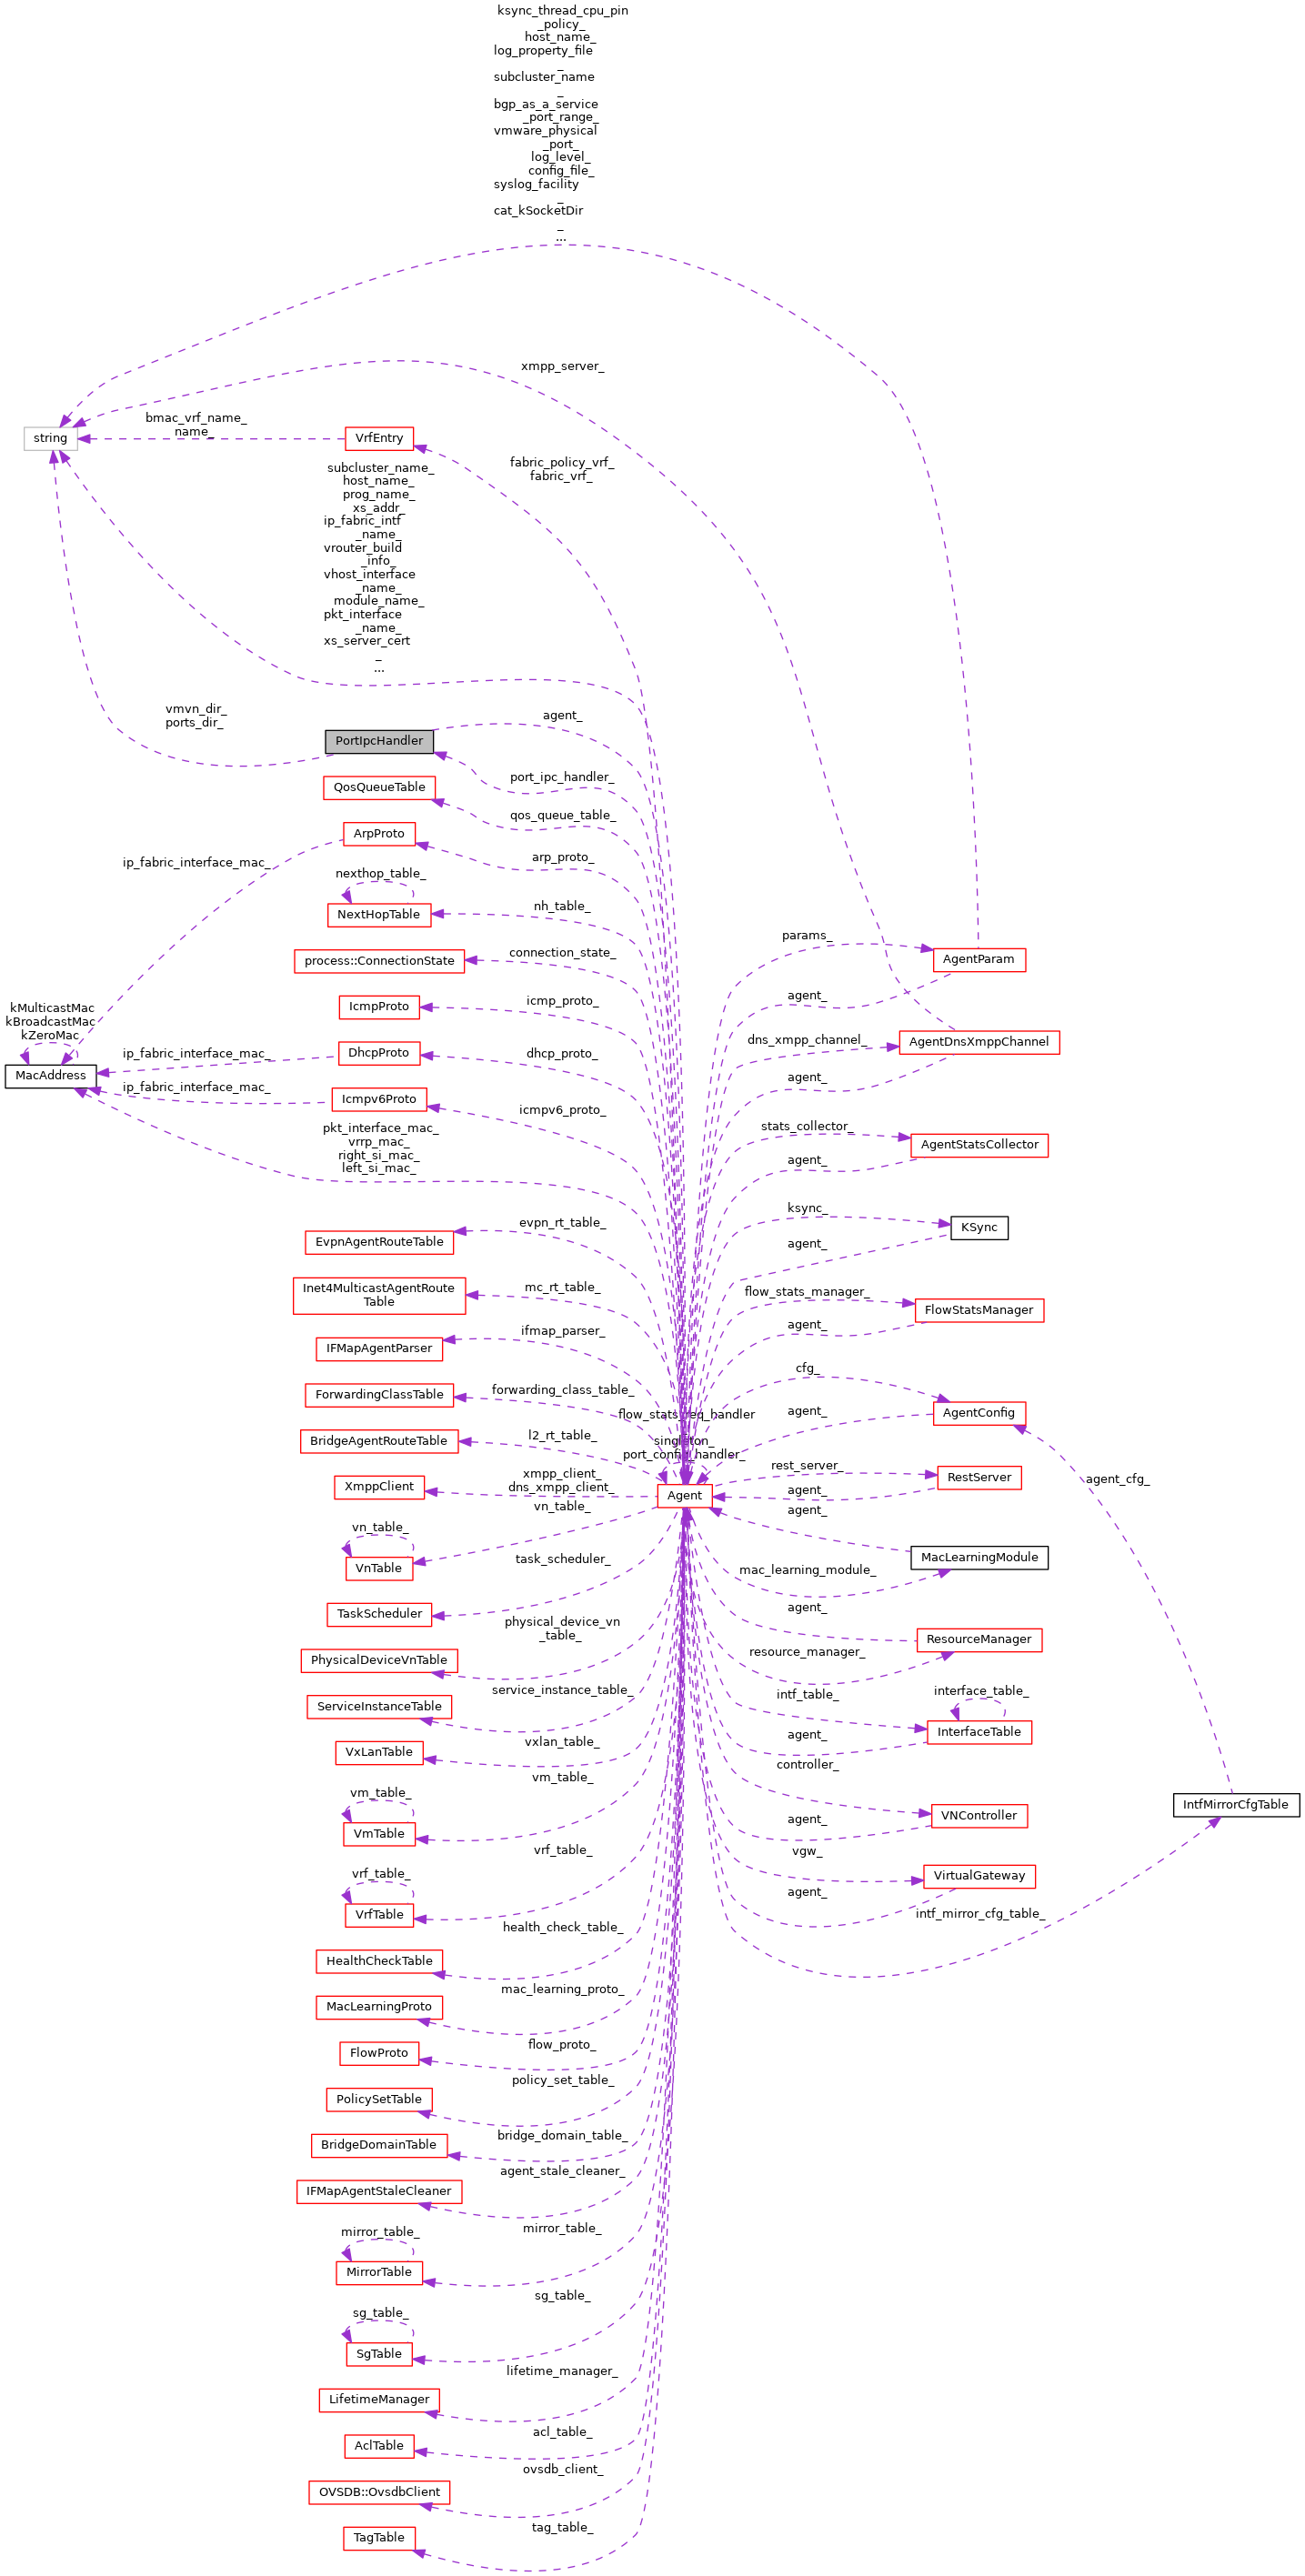 ksync_thread_cpu_pin
_policy_
host_name_
log_property_file
_
subcluster_name
_
bgp_as_a_service
_port_range_
vmware_physical
_port_
log_level_
config_file_
syslog_facility
_
cat_kSocketDir
_
...
xmpp_server_
bmac_vrf_name_
name_
string
VrfEntry
fabric_policy_vrf_
fabric_vrf_
subcluster_name_
host_name_
prog_name_
xs_addr_
ip_fabric_intf
_name_
vrouter_build
_info_
vhost_interface
_name_
module_name_
pkt_interface
_name_
xs_server_cert
_
...
vmvn_dir_
ports_dir_
agent_
PortIpcHandler
port_ipc_handler_
QosQueueTable
qos_queue_table_
ArpProto
arp_proto_
ip_fabric_interface_mac_
nexthop_table_
NextHopTable
nh_table_
params_
AgentParam
process::ConnectionState
connection_state_
agent_
IcmpProto
icmp_proto_
kMulticastMac
kBroadcastMac
kZeroMac
MacAddress
ip_fabric_interface_mac_
DhcpProto
dhcp_proto_
dns_xmpp_channel_
AgentDnsXmppChannel
agent_
ip_fabric_interface_mac_
Icmpv6Proto
icmpv6_proto_
pkt_interface_mac_
vrrp_mac_
right_si_mac_
left_si_mac_
stats_collector_
AgentStatsCollector
agent_
EvpnAgentRouteTable
evpn_rt_table_
ksync_
KSync
agent_
Inet4MulticastAgentRoute
Table
mc_rt_table_
flow_stats_manager_
FlowStatsManager
agent_
IFMapAgentParser
ifmap_parser_
cfg_
ForwardingClassTable
forwarding_class_table_
AgentConfig
agent_
flow_stats_req_handler
singleton_
port_config_handler_
BridgeAgentRouteTable
l2_rt_table_
XmppClient
xmpp_client_
dns_xmpp_client_
Agent
rest_server_
RestServer
agent_
agent_cfg_
vn_table_
vn_table_
VnTable
agent_
MacLearningModule
mac_learning_module_
TaskScheduler
task_scheduler_
agent_
ResourceManager
resource_manager_
PhysicalDeviceVnTable
physical_device_vn
_table_
ServiceInstanceTable
service_instance_table_
intf_table_
interface_table_
InterfaceTable
agent_
VxLanTable
vxlan_table_
controller_
vm_table_
VmTable
vm_table_
VNController
agent_
IntfMirrorCfgTable
vrf_table_
VrfTable
vrf_table_
vgw_
VirtualGateway
agent_
intf_mirror_cfg_table_
HealthCheckTable
health_check_table_
MacLearningProto
mac_learning_proto_
FlowProto
flow_proto_
PolicySetTable
policy_set_table_
BridgeDomainTable
bridge_domain_table_
IFMapAgentStaleCleaner
agent_stale_cleaner_
mirror_table_
MirrorTable
mirror_table_
sg_table_
SgTable
sg_table_
LifetimeManager
lifetime_manager_
AclTable
acl_table_
OVSDB::OvsdbClient
ovsdb_client_
TagTable
tag_table_